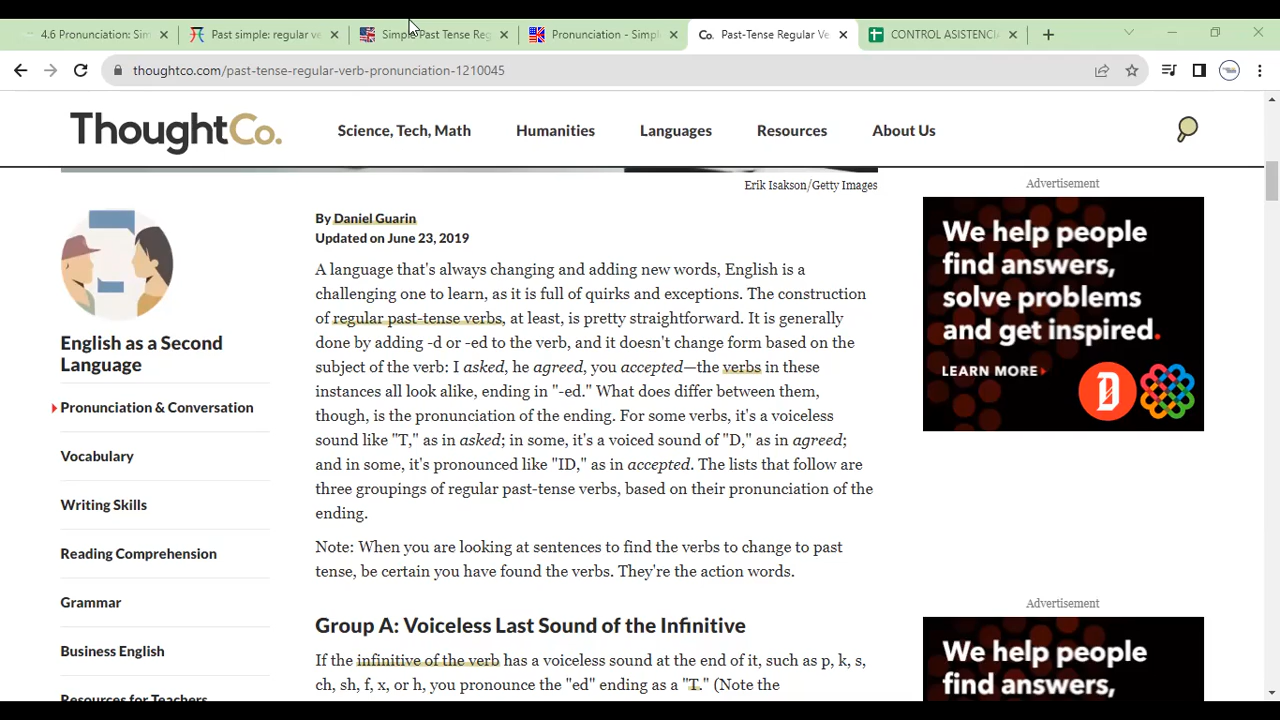 4.6 Pronunciation: Sim
Past simple: regular ve
Simple Past Tense Reg
Pronunciation - Simpl
Co. Past-Tense Regular Ve
CONTROL ASISTENCI
thoughtco.com/past-tense-regular-verb-pronunciation-1210045
ThoughtCo.
Science, Tech, Math
Humanities
Languages
Resources
About Us
Erik Isakson/Getty Images
By Daniel Guarin
Updated on June 23, 2019
A language that's always changing and adding new words, English is a
challenging one to learn, as it is full of quirks and exceptions. The construction
of regular past-tense verbs, at least, is pretty straightforward. It is generally
done by adding -d or -ed to the verb, and it doesn't change form based on the
subject of the verb: I asked, he agreed, you accepted—the verbs in these
instances all look alike, ending in "-ed." What does differ between them,
though, is the pronunciation of the ending. For some verbs, it's a voiceless
sound like "T," as in asked; in some, it's a voiced sound of "D," as in agreed;
and in some, it's pronounced like "ID," as in accepted. The lists that follow are
three groupings of regular past-tense verbs, based on their pronunciation of the
ending.
Note: When you are looking at sentences to find the verbs to change to past
tense, be certain you have found the verbs. They're the action words.
Group A: Voiceless Last Sound of the Infinitive
If the infinitive of the verb has a voiceless sound at the end of it, such as p, k, s,
ch, sh, f, x, or h, you pronounce the "ed" ending as a "T." (Note the
English as a Second
Language
Pronunciation & Conversation
Vocabulary
Writing Skills
Reading Comprehension
Grammar
Business English
Resources for Teachers
Advertisement
We help people
find answers,
solve problems
and get inspired.
LEARN MORE
Advertisement
We help people
find answers,